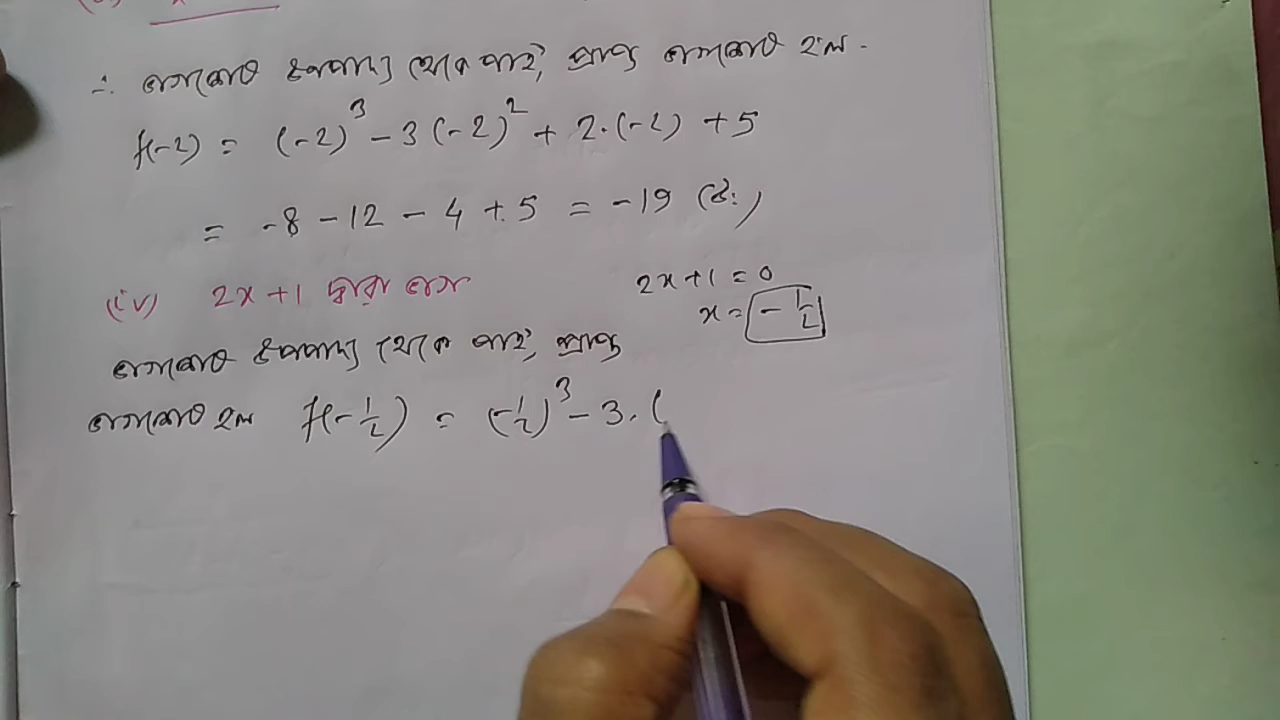 ∴ ভাগশেষ উপপাদ্য থেকে পাই, প্রাপ্ত ভাগশেষ হল -
f(-2) = (-2)³ - 3(-2)² + 2·(-2) + 5
= -8 - 12 - 4 + 5 = -19 (উঃ)
(iv) 2x+1 দ্বারা ভাগ
2x+1 = 0
x = -1/2
ভাগশেষ উপপাদ্য থেকে পাই, প্রাপ্ত
ভাগশেষ হল f(-1/2) = (-1/2)³ - 3·(